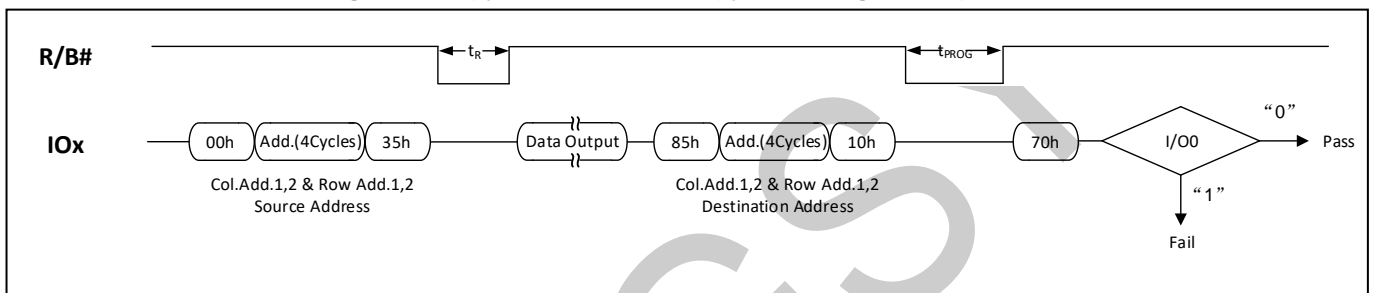 R/B#
tR
tPROG
IOx
00h Add.(4Cycles) 35h Data Output 85h Add.(4Cycles) 10h 70h I/O0 “0” Pass
Col.Add.1,2 & Row Add.1,2
Source Address
Col.Add.1,2 & Row Add.1,2
Destination Address
“1”
Fail